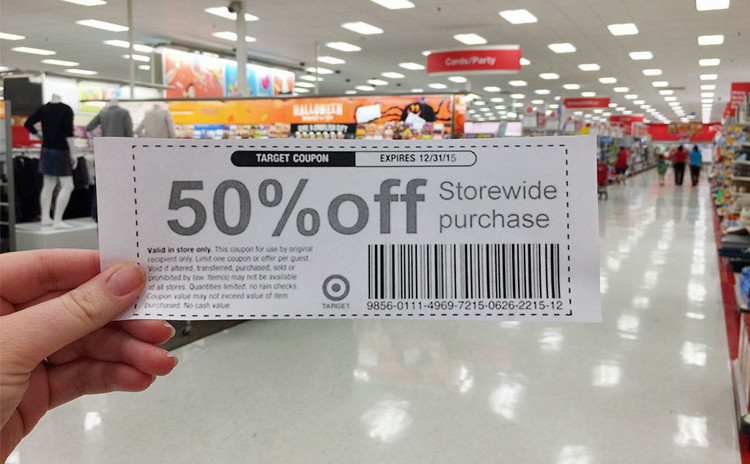 Cards/Party
HALLOWEEN
TARGET COUPON
EXPIRES 12/31/15
50% off
Storewide
purchase
Valid in store only. This coupon for use by original
recipient only. Limit one coupon or offer per guest.
Void if altered, transferred, purchased, sold or
prohibited by law. Item(s) may not be available
at all stores. Quantities limited, no rain checks.
Coupon value may not exceed value of item
purchased. No cash value.
TARGET
9856-0111-4969-7215-0626-2215-12